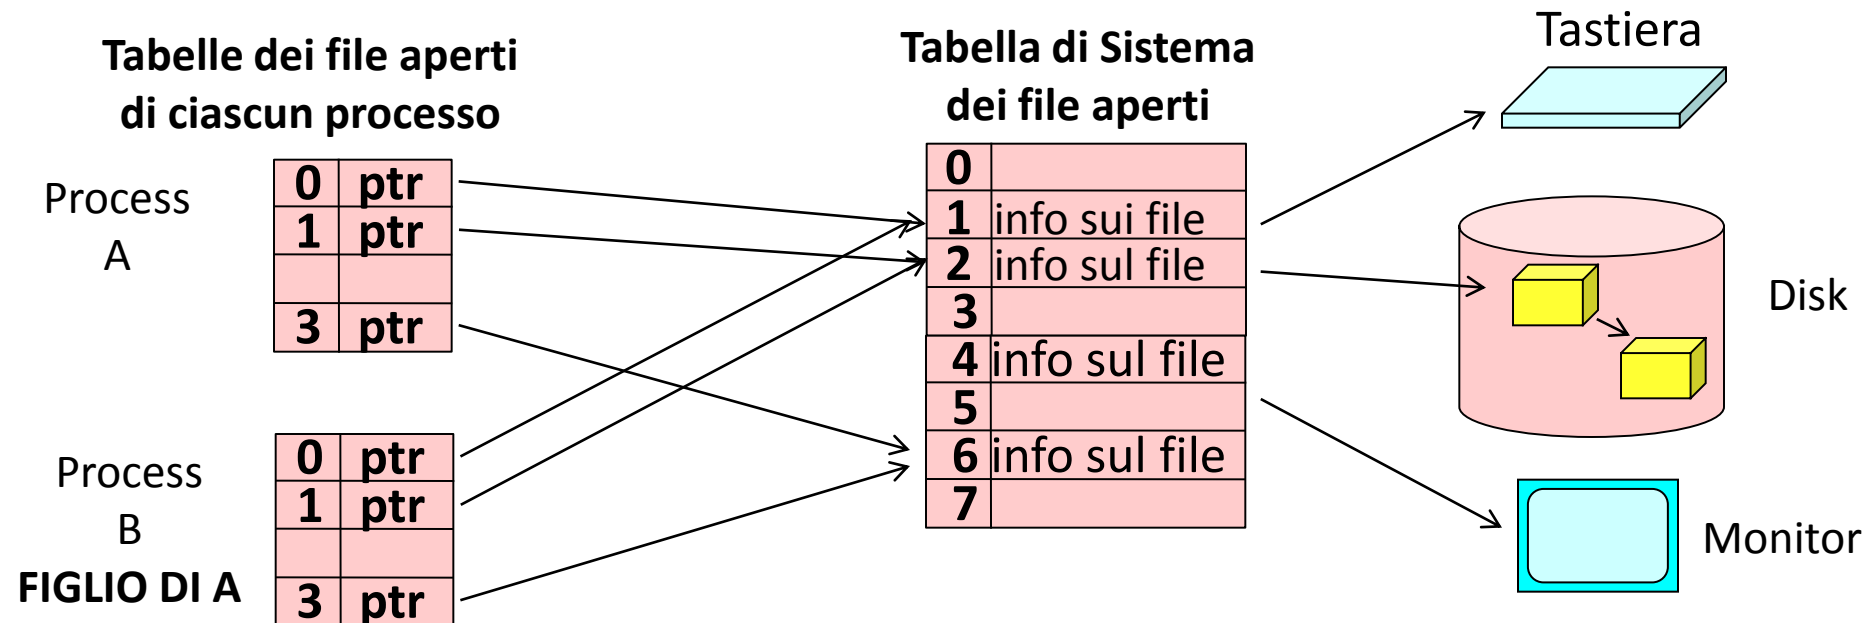 Tabelle dei file aperti
di ciascun processo
Process
A
0 ptr
1 ptr
3 ptr
Process
B
FIGLIO DI A
0 ptr
1 ptr
3 ptr
Tabella di Sistema
dei file aperti
0
1 info sui file
2 info sul file
3
4 info sul file
5
6 info sul file
7
Tastiera
Disk
Monitor